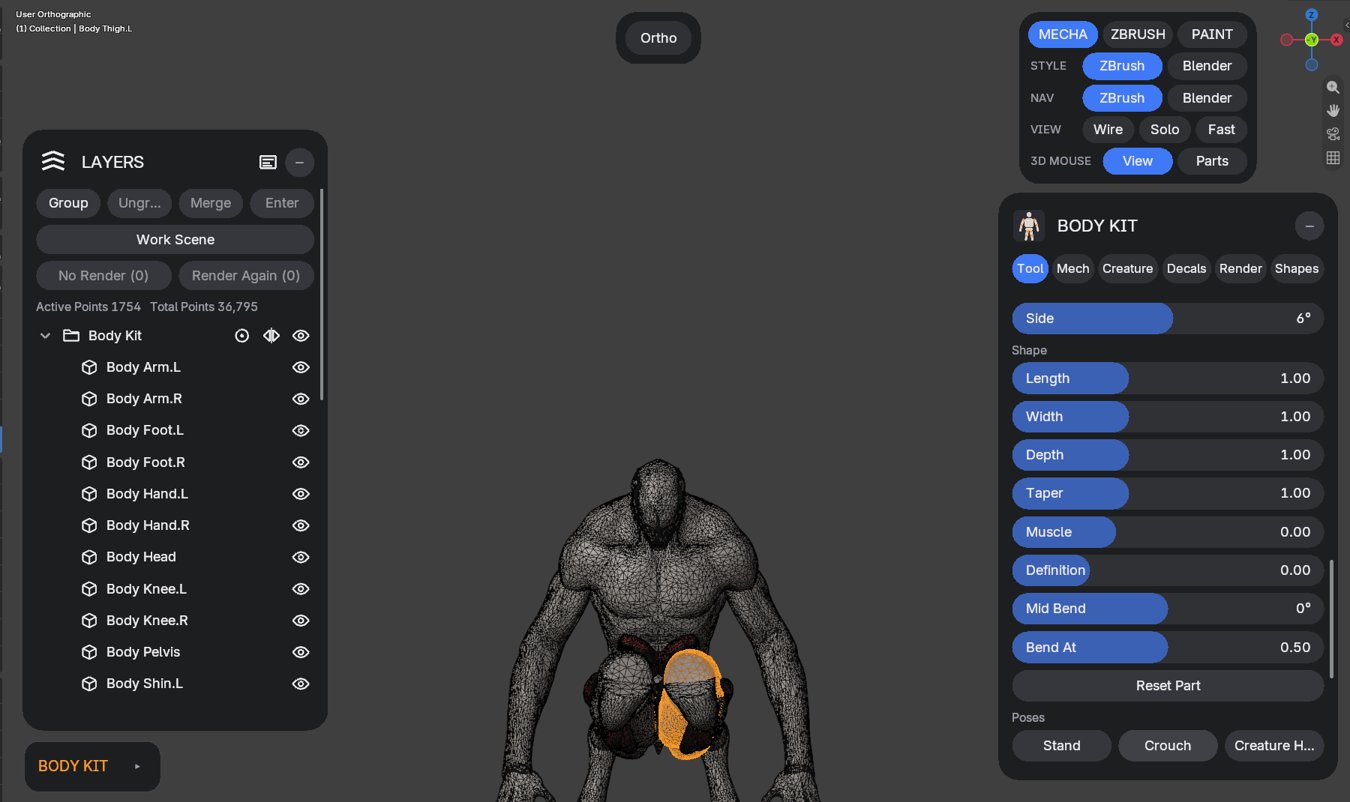 User Orthographic
(1) Collection | Body Thigh.L
Ortho
MECHA ZBRUSH PAINT
STYLE ZBrush Blender
NAV ZBrush Blender
VIEW Wire Solo Fast
3D MOUSE View Parts
Z
-Y
X
LAYERS
Group Ungr... Merge Enter
Work Scene
No Render (0) Render Again (0)
Active Points 1754 Total Points 36,795
Body Kit
Body Arm.L
Body Arm.R
Body Foot.L
Body Foot.R
Body Hand.L
Body Hand.R
Body Head
Body Knee.L
Body Knee.R
Body Pelvis
Body Shin.L
BODY KIT
BODY KIT
Tool Mech Creature Decals Render Shapes
Side 6°
Shape
Length 1.00
Width 1.00
Depth 1.00
Taper 1.00
Muscle 0.00
Definition 0.00
Mid Bend 0°
Bend At 0.50
Reset Part
Poses
Stand Crouch Creature H...